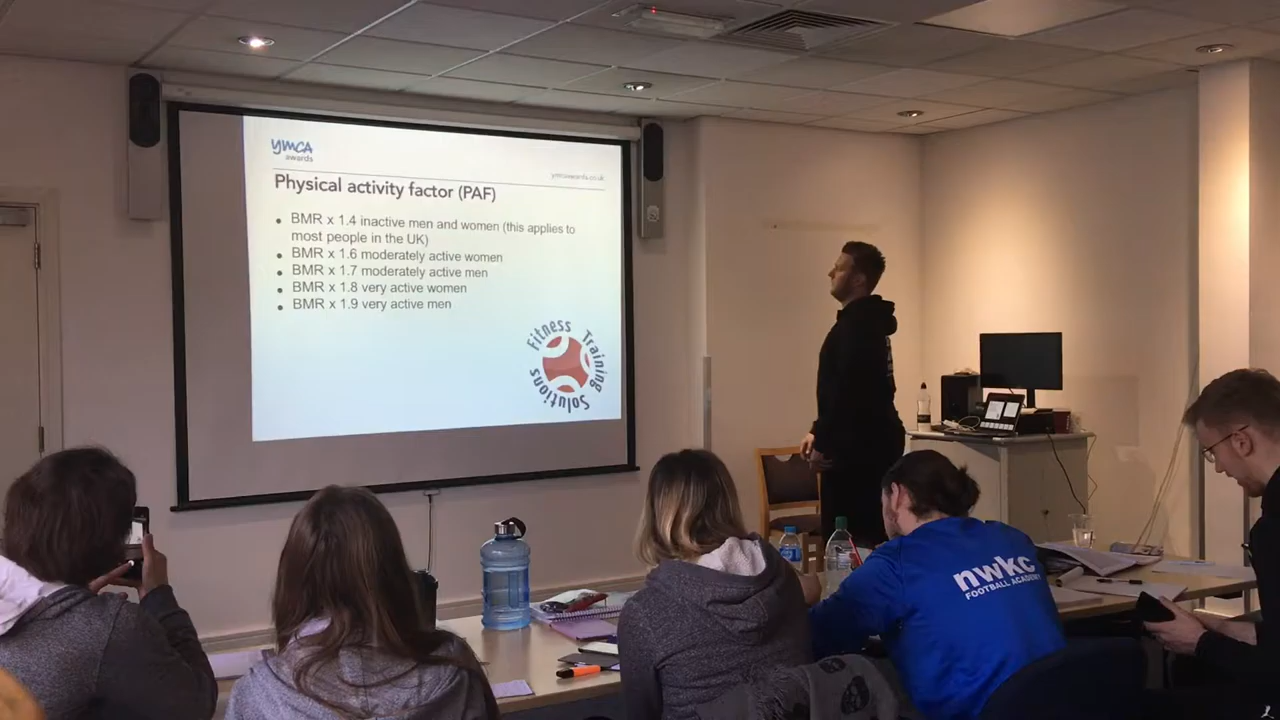 YMCA
awards
ymcaawards.co.uk
Physical activity factor (PAF)
• BMR x 1.4 inactive men and women (this applies to
most people in the UK)
• BMR x 1.6 moderately active women
• BMR x 1.7 moderately active men
• BMR x 1.8 very active women
• BMR x 1.9 very active men
Fitness Training Solutions
nwkc
FOOTBALL ACADEMY